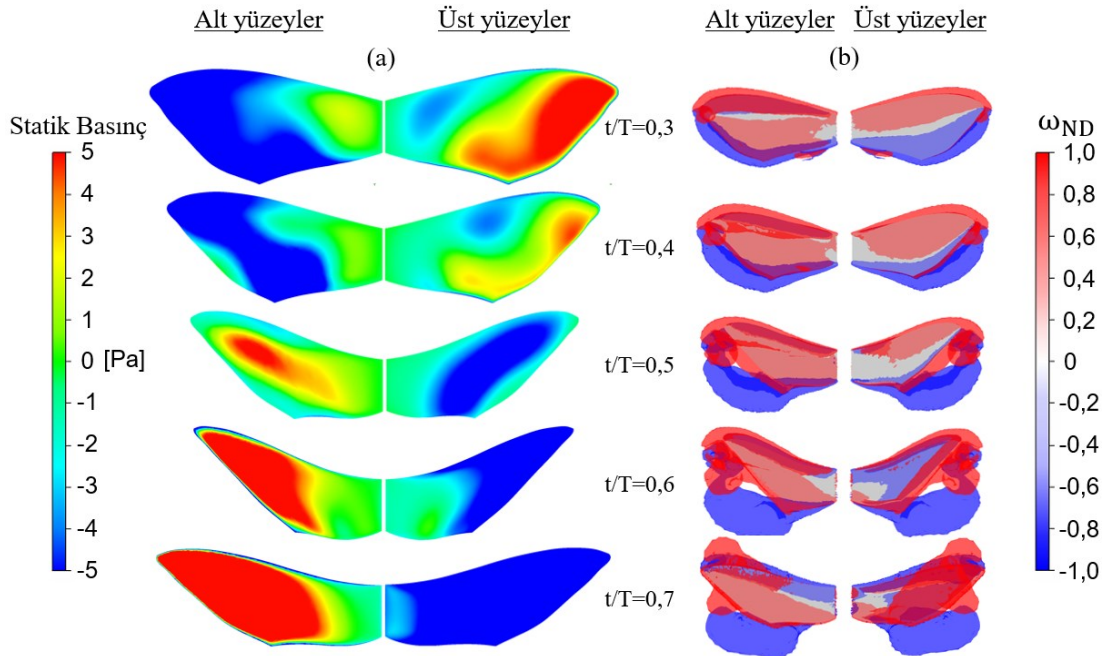 Alt yüzeyler Üst yüzeyler Alt yüzeyler Üst yüzeyler
(a) (b)
Statik Basınç
5
4
3
2
1
0
-1
-2
-3
-4
-5
[Pa]
t/T=0,3
t/T=0,4
t/T=0,5
t/T=0,6
t/T=0,7
ωND
1,0
0,8
0,6
0,4
0,2
0
-0,2
-0,4
-0,6
-0,8
-1,0